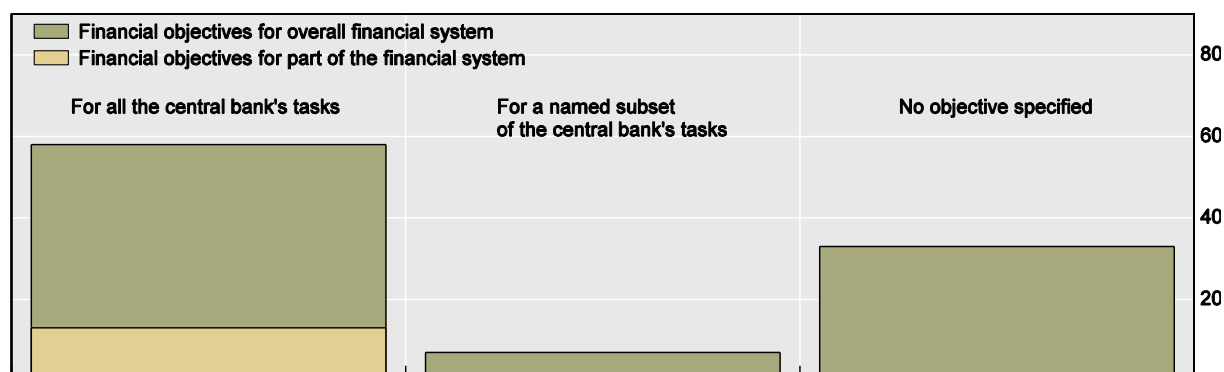 Financial objectives for overall financial system
Financial objectives for part of the financial system
For all the central bank's tasks
For a named subset
of the central bank's tasks
No objective specified
80
60
40
20